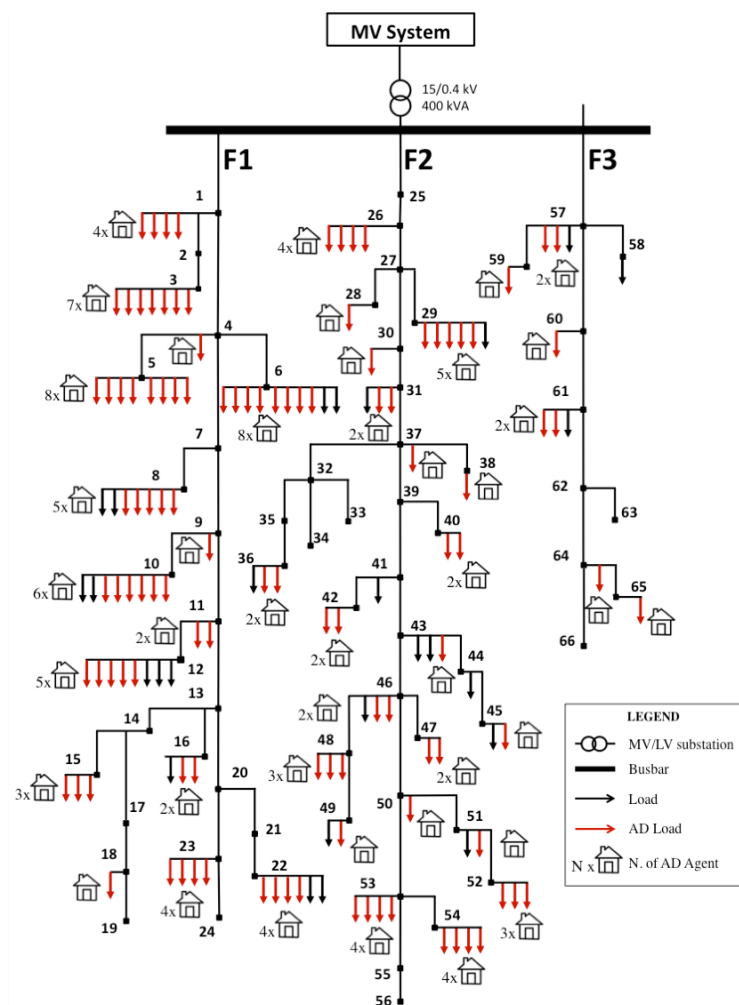 MV System
15/0.4 kV
400 kVA
F1
F2
F3
1
4x
2
3
7x
4
5
8x
6
8x
7
8
5x
9
10
6x
11
2x
12
5x
13
14
15
3x
16
2x
17
18
19
20
21
22
4x
23
4x
24
25
26
4x
27
28
29
5x
30
31
2x
37
38
32
33
34
35
36
2x
39
40
2x
41
42
2x
43
44
45
46
2x
47
2x
48
3x
49
50
51
52
3x
53
4x
54
4x
55
56
57
2x
58
59
60
61
2x
62
63
64
65
66
LEGEND
MV/LV substation
Busbar
Load
AD Load
N x N. of AD Agent